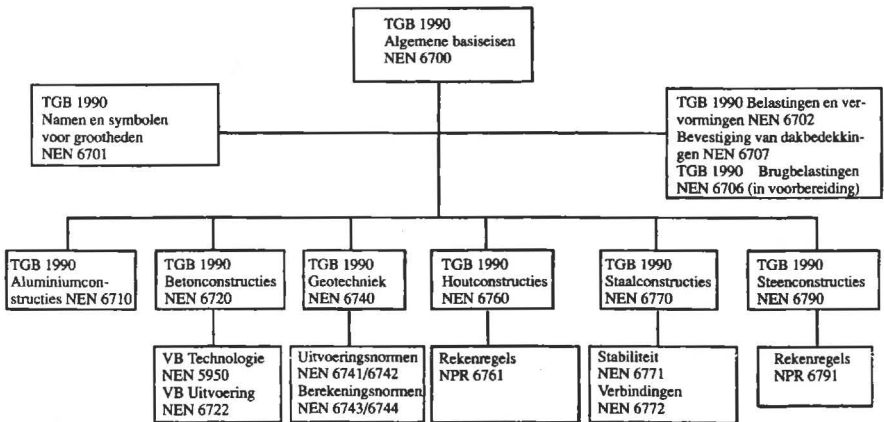 TGB 1990
Algemene basiseisen
NEN 6700
TGB 1990
Namen en symbolen
voor grootheden
NEN 6701
TGB 1990 Belastingen en ver-
vormingen NEN 6702
Bevestiging van dakbedekkin-
gen NEN 6707
TGB 1990 Brugbelastingen
NEN 6706 (in voorbereiding)
TGB 1990
Aluminiumcon-
structies NEN 6710
TGB 1990
Betonconstructies
NEN 6720
TGB 1990
Geotechniek
NEN 6740
TGB 1990
Houtconstructies
NEN 6760
TGB 1990
Staalconstructies
NEN 6770
TGB 1990
Steenconstructies
NEN 6790
VB Technologie
NEN 5950
VB Uitvoering
NEN 6722
Uitvoeringsnormen
NEN 6741/6742
Berekeningsnormen
NEN 6743/6744
Rekenregels
NPR 6761
Stabiliteit
NEN 6771
Verbindingen
NEN 6772
Rekenregels
NPR 6791